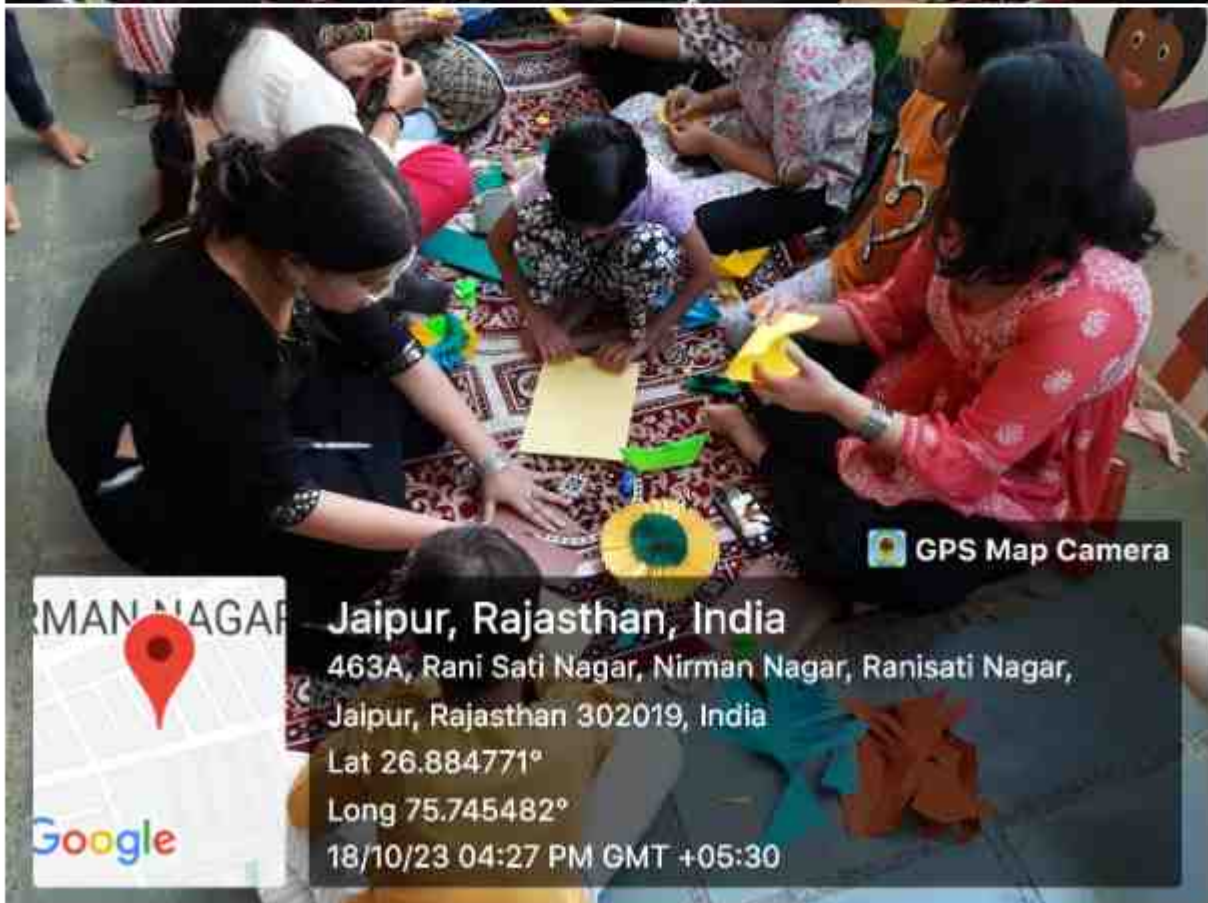 GPS Map Camera
RMAN NAGAR
Google
Jaipur, Rajasthan, India
463A, Rani Sati Nagar, Nirman Nagar, Ranisati Nagar,
Jaipur, Rajasthan 302019, India
Lat 26.884771°
Long 75.745482°
18/10/23 04:27 PM GMT +05:30